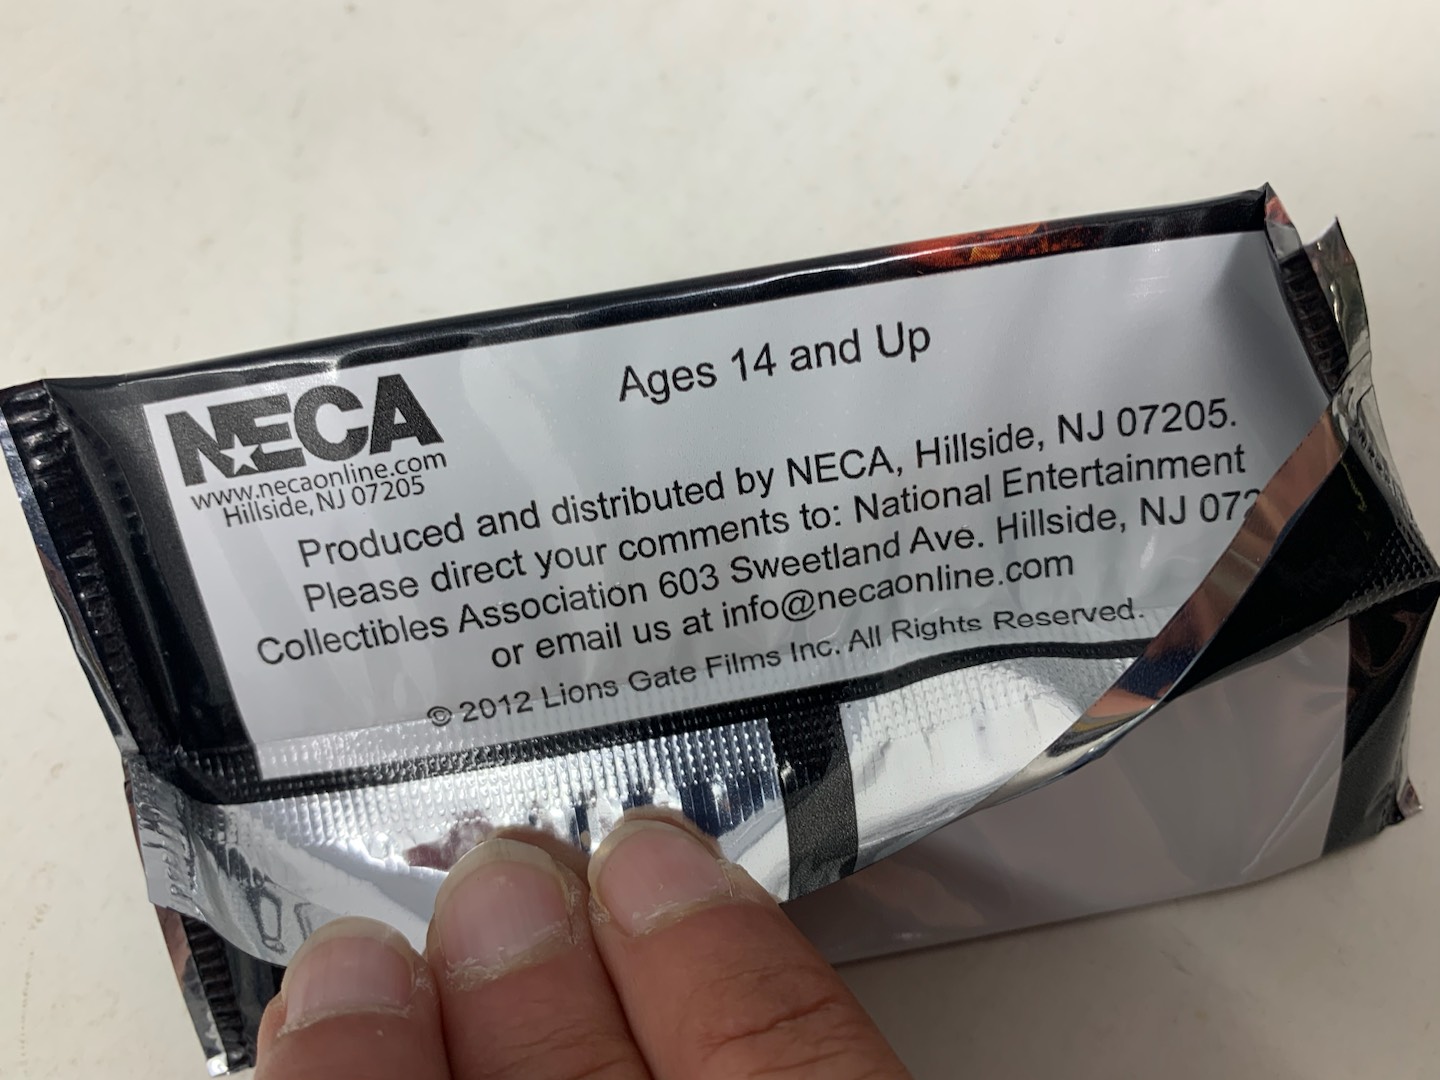 NECA
www.necaonline.com
Hillside, NJ 07205
Ages 14 and Up
Produced and distributed by NECA, Hillside, NJ 07205.
Please direct your comments to: National Entertainment
Collectibles Association 603 Sweetland Ave. Hillside, NJ 072
or email us at info@necaonline.com
© 2012 Lions Gate Films Inc. All Rights Reserved.